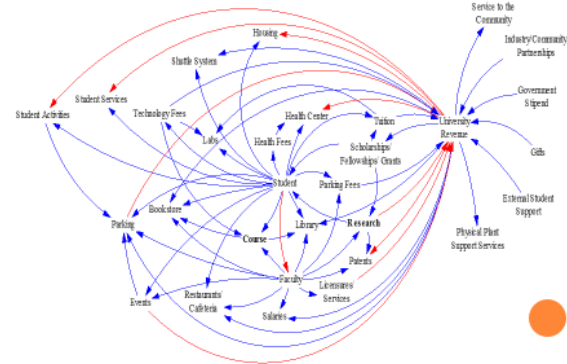 Service to the
Community
Housing
Industry/Community
Partnerships
Shuttle System
Student Services
Government
Stipend
Student Activities
Technology Fees
Health Center
Tuition
University
Revenue
Labs
Health Fees
Scholarships/
Fellowships/ Grants
Gifts
Student
Parking Fees
External Student
Support
Bookstore
Parking
Library
Research
Course
Physical Plant
Support Services
Patents
Faculty
Licensures/
Services
Events
Restaurants/
Cafeteria
Salaries